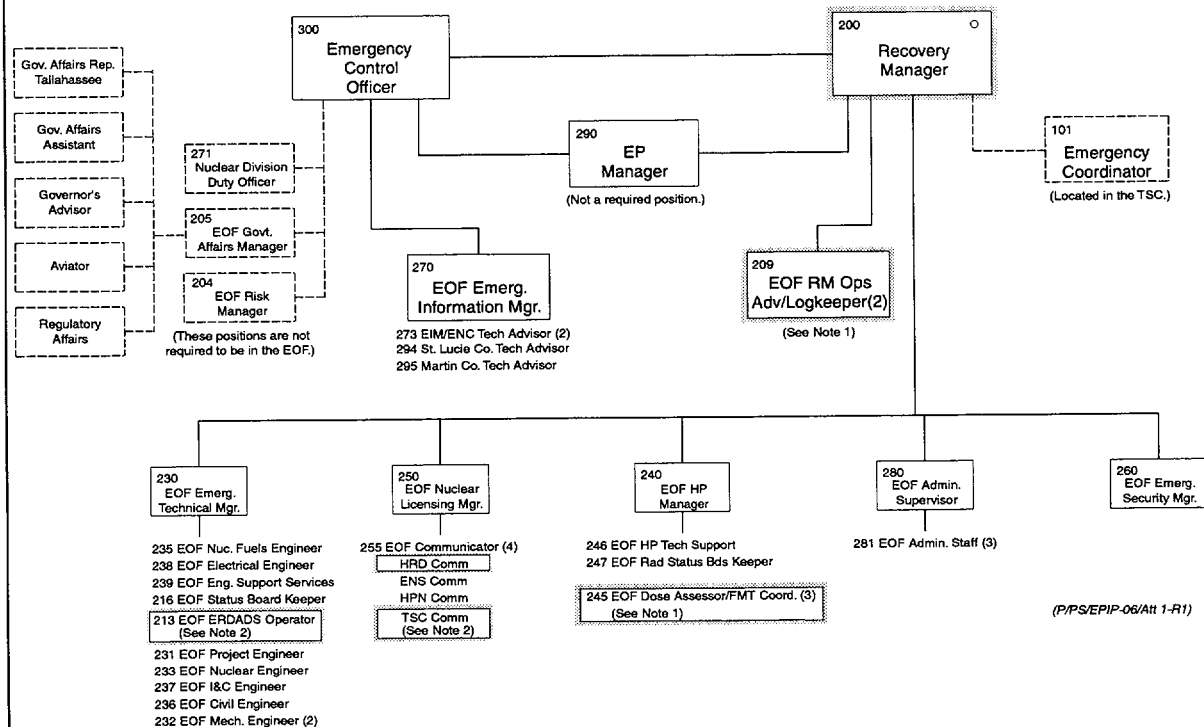 300
Emergency
Control
Officer
200
Recovery
Manager
Gov. Affairs Rep.
Tallahassee
Gov. Affairs
Assistant
Governor's
Advisor
Aviator
Regulatory
Affairs
271
Nuclear Division
Duty Officer
205
EOF Govt.
Affairs Manager
204
EOF Risk
Manager
(These positions are not
required to be in the EOF.)
290
EP
Manager
(Not a required position.)
101
Emergency
Coordinator
(Located in the TSC.)
270
EOF Emerg.
Information Mgr.
273 EIM/ENC Tech Advisor (2)
294 St. Lucie Co. Tech Advisor
295 Martin Co. Tech Advisor
209
EOF RM Ops
Adv/Logkeeper(2)
(See Note 1)
230
EOF Emerg.
Technical Mgr.
235 EOF Nuc. Fuels Engineer
238 EOF Electrical Engineer
239 EOF Eng. Support Services
216 EOF Status Board Keeper
213 EOF ERDADS Operator
(See Note 2)
231 EOF Project Engineer
233 EOF Nuclear Engineer
237 EOF I&C Engineer
236 EOF Civil Engineer
232 EOF Mech. Engineer (2)
250
EOF Nuclear
Licensing Mgr.
255 EOF Communicator (4)
HRD Comm
ENS Comm
HPN Comm
TSC Comm
(See Note 2)
240
EOF HP
Manager
246 EOF HP Tech Support
247 EOF Rad Status Bds Keeper
245 EOF Dose Assessor/FMT Coord. (3)
(See Note 1)
280
EOF Admin.
Supervisor
281 EOF Admin. Staff (3)
260
EOF Emerg.
Security Mgr.
(P/PS/EPIP-06/Att 1-R1)